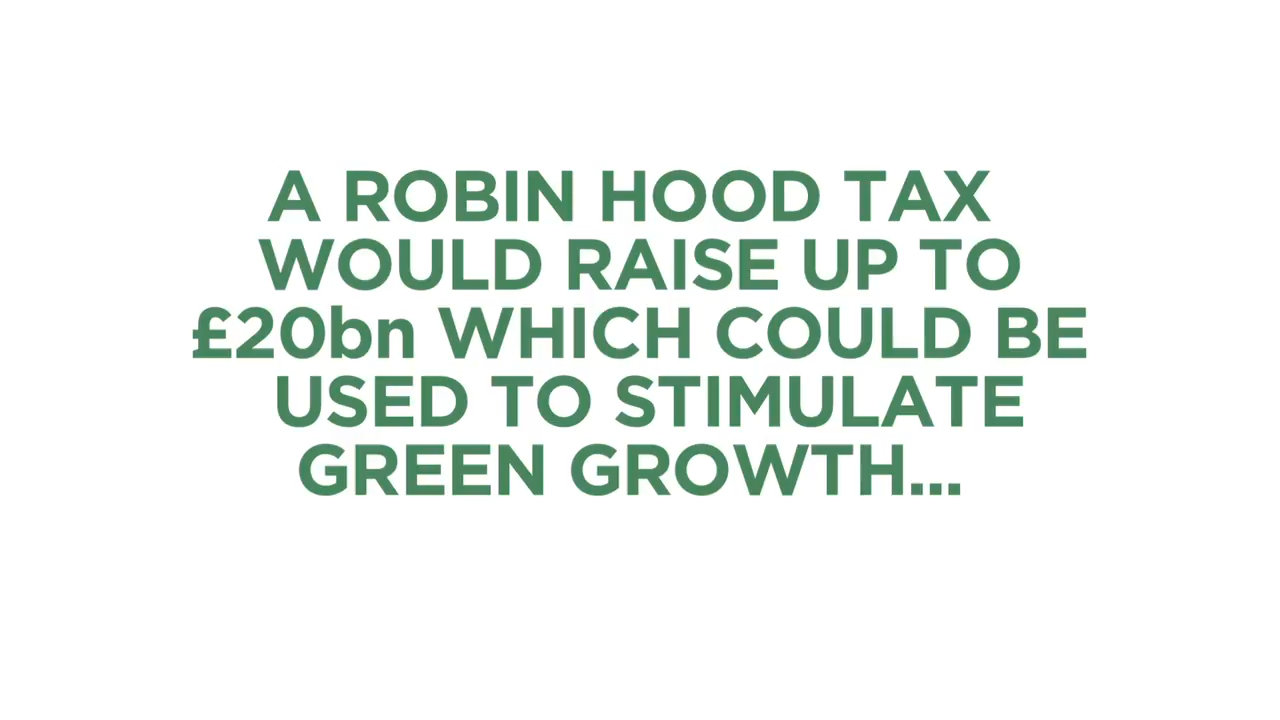 A ROBIN HOOD TAX
WOULD RAISE UP TO
£20bn WHICH COULD BE
USED TO STIMULATE
GREEN GROWTH...